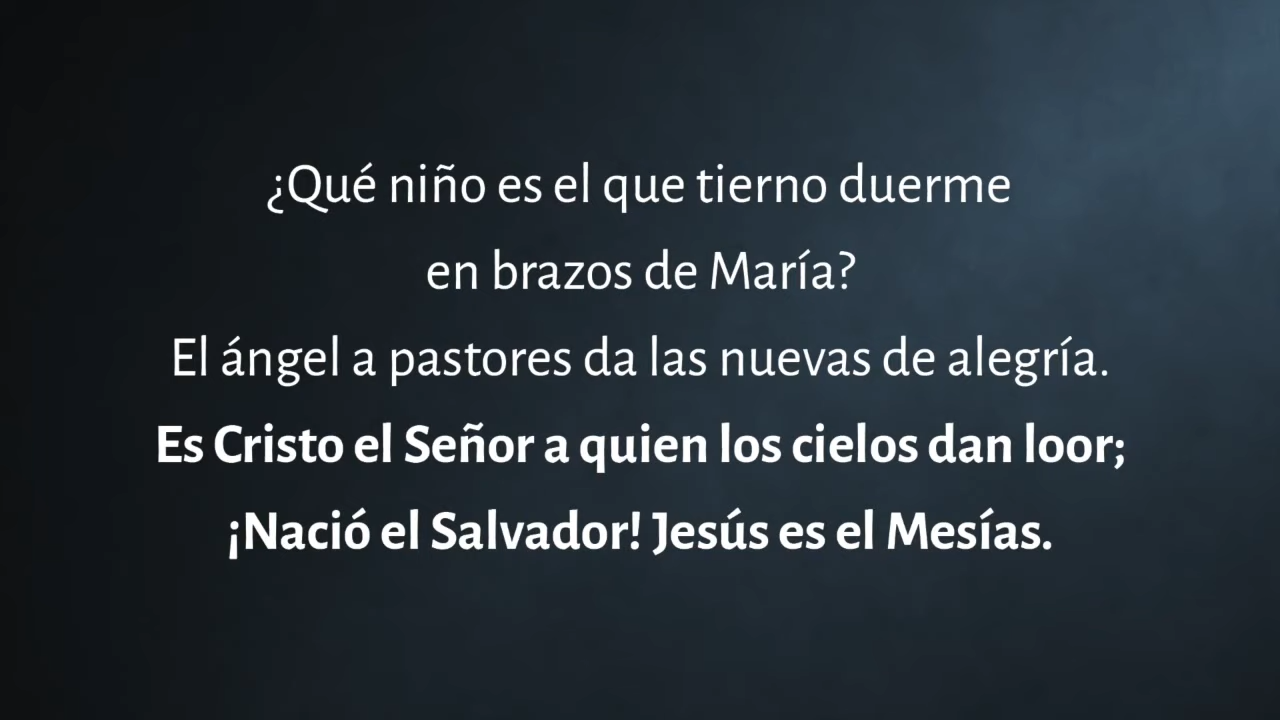 ¿Qué niño es el que tierno duerme
en brazos de María?
El ángel a pastores da las nuevas de alegría.
Es Cristo el Señor a quien los cielos dan loor;
¡Nació el Salvador! Jesús es el Mesías.